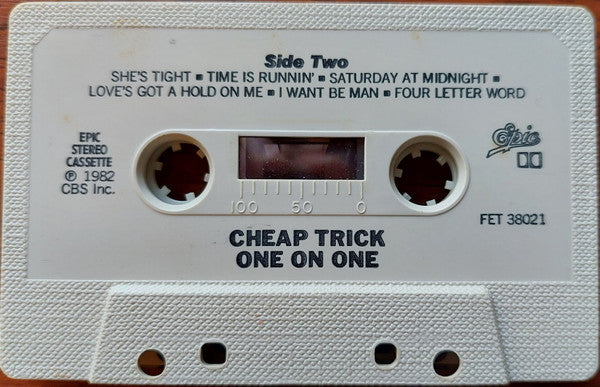 Side Two
SHE'S TIGHT ▪ TIME IS RUNNIN' ▪ SATURDAY AT MIDNIGHT ▪
LOVE'S GOT A HOLD ON ME ▪ I WANT BE MAN ▪ FOUR LETTER WORD
EPIC
STEREO
CASSETTE
℗ 1982
CBS Inc.
Epic
100 50 0
FET 38021
CHEAP TRICK
ONE ON ONE